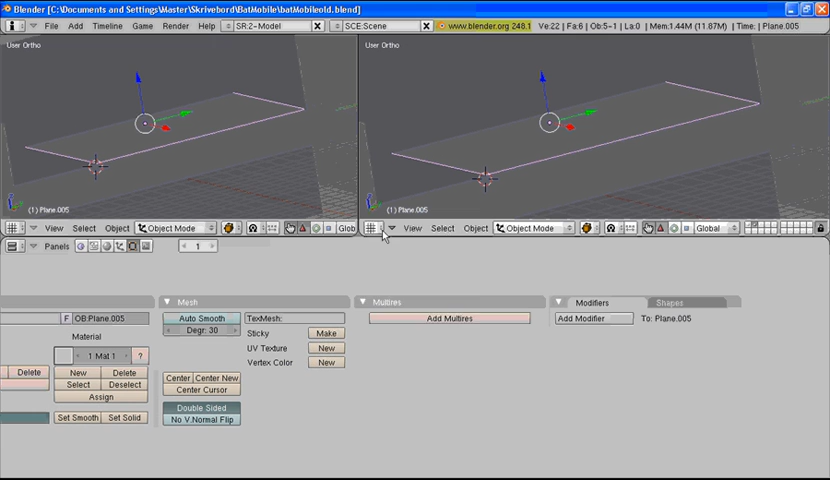 Blender [C:\Documents and Settings\Master\Skrivebord\BatMobile\batMobileold.blend]
File Add Timeline Game Render Help SR:2-Model SCE:Scene www.blender.org 248.1 Ve:22 | Fa:6 | Ob:5-1 | La:0 | Mem:1.44M (11.87M) | Time: | Plane.005
User Ortho User Ortho
(1) Plane.005 (1) Plane.005
View Select Object Object Mode Glob View Select Object Object Mode Global
Panels 1
Mesh Multires Modifiers Shapes
F OB:Plane.005 Auto Smooth TexMesh: Add Multires Add Modifier To: Plane.005
Degr: 30
Material Sticky Make
1 Mat 1 ? UV Texture New
Vertex Color New
Delete New Delete Center Center New
Select Deselect Center Cursor
Assign
Double Sided
Set Smooth Set Solid No V.Normal Flip